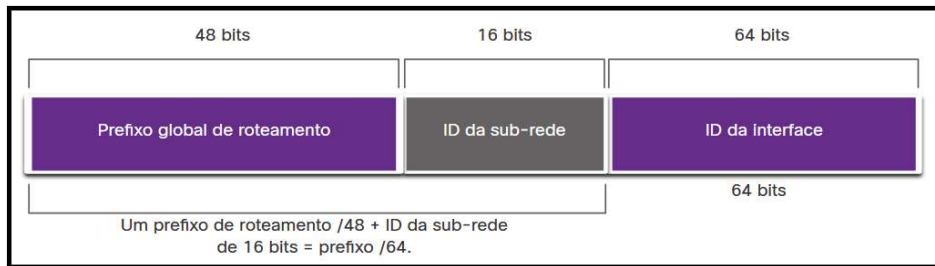 48 bits
16 bits
64 bits
Prefixo global de roteamento
ID da sub-rede
ID da interface
64 bits
Um prefixo de roteamento /48 + ID da sub-rede
de 16 bits = prefixo /64.